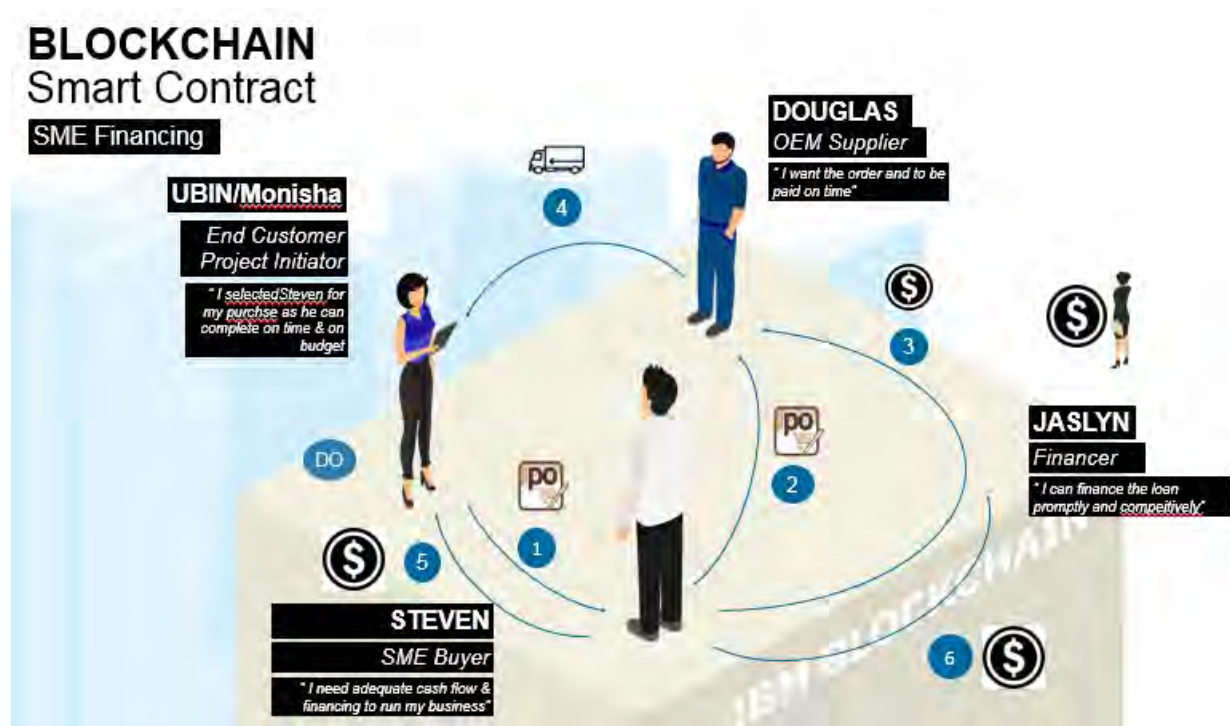 BLOCKCHAIN
Smart Contract
SME Financing
UBIN/Monisha
End Customer
Project Initiator
" I selectedSteven for
my purchse as he can
complete on time & on
budget
DOUGLAS
OEM Supplier
" I want the order and to be
paid on time"
4
3
$
$
JASLYN
Financer
" I can finance the loan
promptly and compeitively"
po
2
DO
po
1
$
5
STEVEN
SME Buyer
" I need adequate cash flow &
financing to run my business"
6
$
IBM BLOCKCHAIN